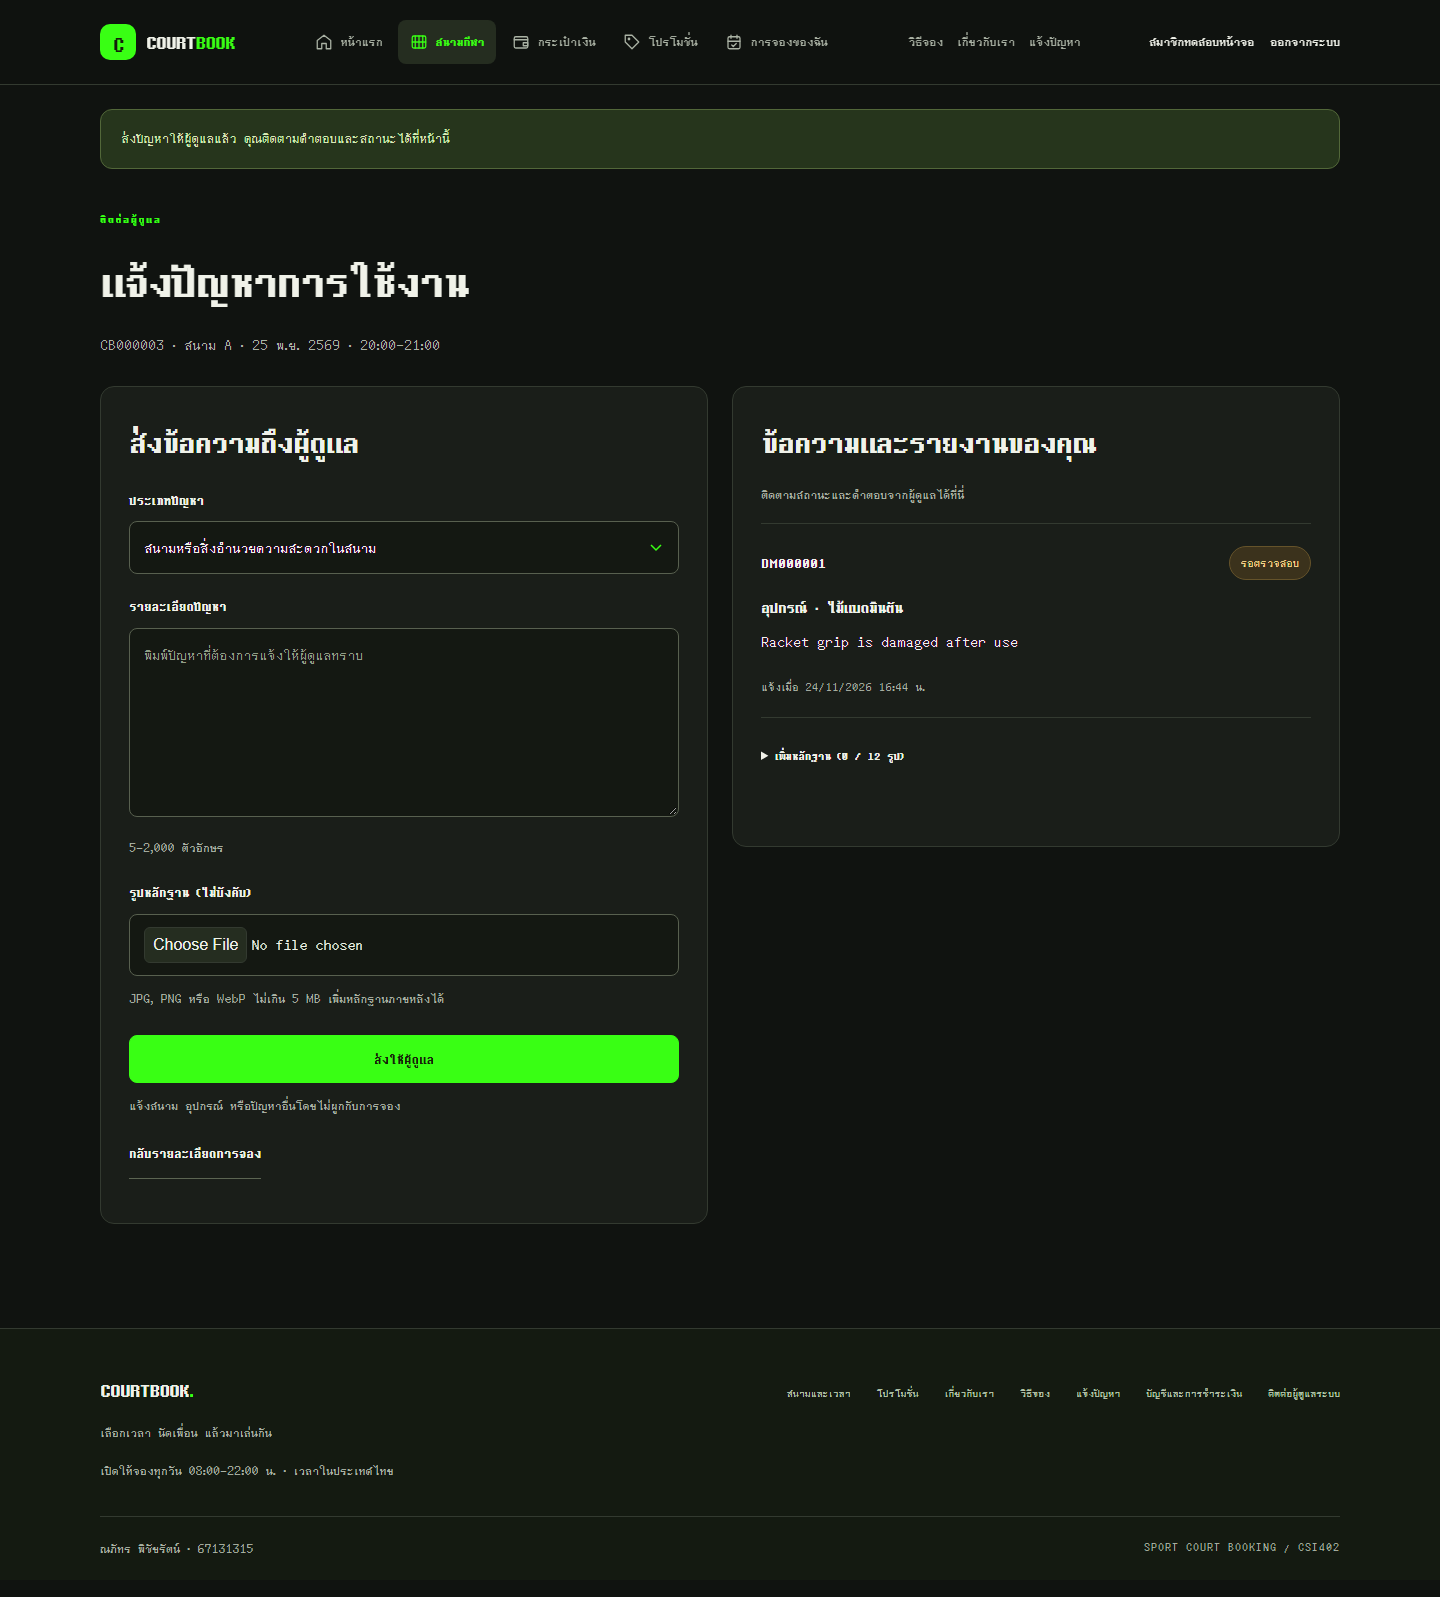 C COURTBOOK
หน้าแรก
สนามกีฬา
กระเป๋าเงิน
โปรโมชั่น
การจองของฉัน
วิธีจอง
เกี่ยวกับเรา
แจ้งปัญหา
สมาชิกทดสอบหน้าจอ
ออกจากระบบ
ส่งปัญหาให้ผู้ดูแลแล้ว คุณติดตามคำตอบและสถานะได้ที่หน้านี้
ติดต่อผู้ดูแล
แจ้งปัญหาการใช้งาน
CB000003 · สนาม A · 25 พ.ย. 2569 · 20:00–21:00
ส่งข้อความถึงผู้ดูแล
ประเภทปัญหา
สนามหรือสิ่งอำนวยความสะดวกในสนาม
รายละเอียดปัญหา
พิมพ์ปัญหาที่ต้องการแจ้งให้ผู้ดูแลทราบ
5–2,000 ตัวอักษร
รูปหลักฐาน (ไม่บังคับ)
Choose File No file chosen
JPG, PNG หรือ WebP ไม่เกิน 5 MB เพิ่มหลักฐานภายหลังได้
ส่งให้ผู้ดูแล
แจ้งสนาม อุปกรณ์ หรือปัญหาอื่นโดยไม่ผูกกับการจอง
กลับรายละเอียดการจอง
ข้อความและรายงานของคุณ
ติดตามสถานะและคำตอบจากผู้ดูแลได้ที่นี่
DM000001
รอตรวจสอบ
อุปกรณ์ · ไม้แบดมินตัน
Racket grip is damaged after use
แจ้งเมื่อ 24/11/2026 16:44 น.
เพิ่มหลักฐาน (0 / 12 รูป)
COURTBOOK.
เลือกเวลา นัดเพื่อน แล้วมาเล่นกัน
เปิดให้จองทุกวัน 08:00–22:00 น. · เวลาในประเทศไทย
สนามและเวลา
โปรโมชั่น
เกี่ยวกับเรา
วิธีจอง
แจ้งปัญหา
บัญชีและการชำระเงิน
ติดต่อผู้ดูแลระบบ
ณภัทร พิชัยรัตน์ · 67131315
SPORT COURT BOOKING / CSI402